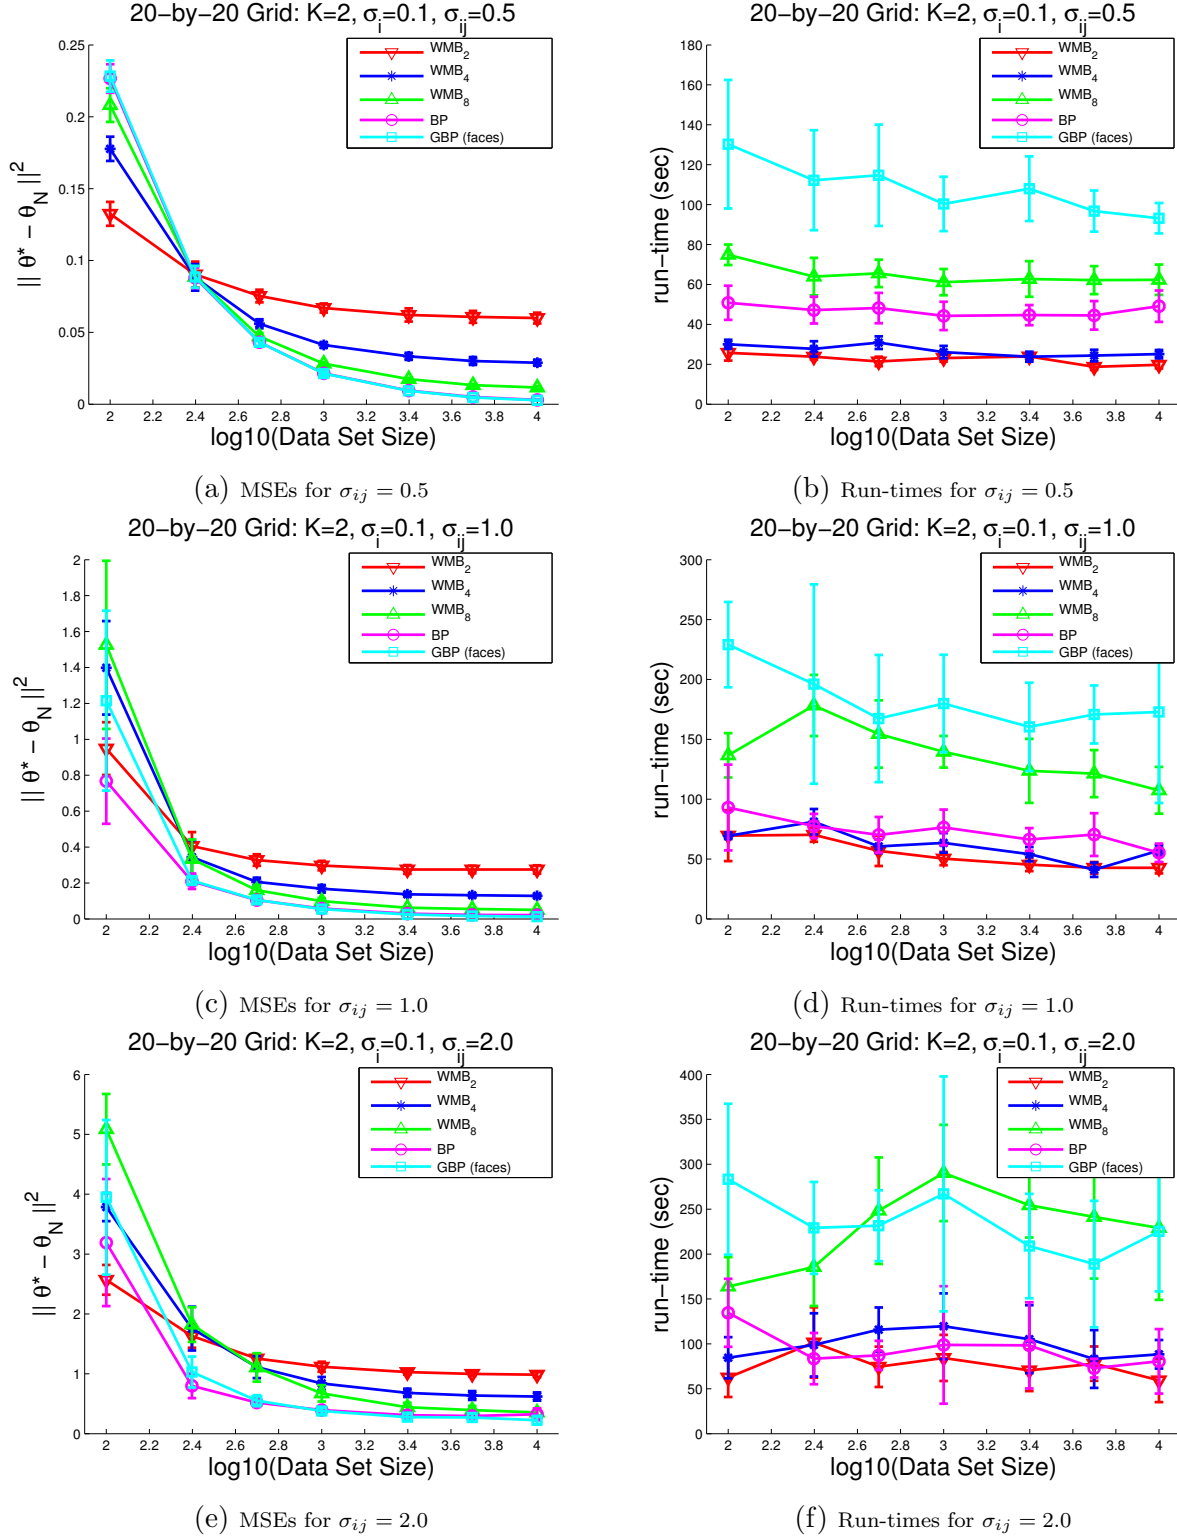 20−by−20 Grid: K=2, σi=0.1, σij=0.5
WMB2
WMB4
WMB8
BP
GBP (faces)
0.25
0.2
0.15
0.1
0.05
0
|| θ* − θN ||2
2 2.2 2.4 2.6 2.8 3 3.2 3.4 3.6 3.8 4
log10(Data Set Size)
(a) MSEs for σij = 0.5
20−by−20 Grid: K=2, σi=0.1, σij=0.5
WMB2
WMB4
WMB8
BP
GBP (faces)
180
160
140
120
100
80
60
40
20
0
run−time (sec)
2 2.2 2.4 2.6 2.8 3 3.2 3.4 3.6 3.8 4
log10(Data Set Size)
(b) Run-times for σij = 0.5
20−by−20 Grid: K=2, σi=0.1, σij=1.0
WMB2
WMB4
WMB8
BP
GBP (faces)
2
1.8
1.6
1.4
1.2
1
0.8
0.6
0.4
0.2
0
|| θ* − θN ||2
2 2.2 2.4 2.6 2.8 3 3.2 3.4 3.6 3.8 4
log10(Data Set Size)
(c) MSEs for σij = 1.0
20−by−20 Grid: K=2, σi=0.1, σij=1.0
WMB2
WMB4
WMB8
BP
GBP (faces)
300
250
200
150
100
50
0
run−time (sec)
2 2.2 2.4 2.6 2.8 3 3.2 3.4 3.6 3.8 4
log10(Data Set Size)
(d) Run-times for σij = 1.0
20−by−20 Grid: K=2, σi=0.1, σij=2.0
WMB2
WMB4
WMB8
BP
GBP (faces)
6
5
4
3
2
1
0
|| θ* − θN ||2
2 2.2 2.4 2.6 2.8 3 3.2 3.4 3.6 3.8 4
log10(Data Set Size)
(e) MSEs for σij = 2.0
20−by−20 Grid: K=2, σi=0.1, σij=2.0
WMB2
WMB4
WMB8
BP
GBP (faces)
400
350
300
250
200
150
100
50
0
run−time (sec)
2 2.2 2.4 2.6 2.8 3 3.2 3.4 3.6 3.8 4
log10(Data Set Size)
(f) Run-times for σij = 2.0